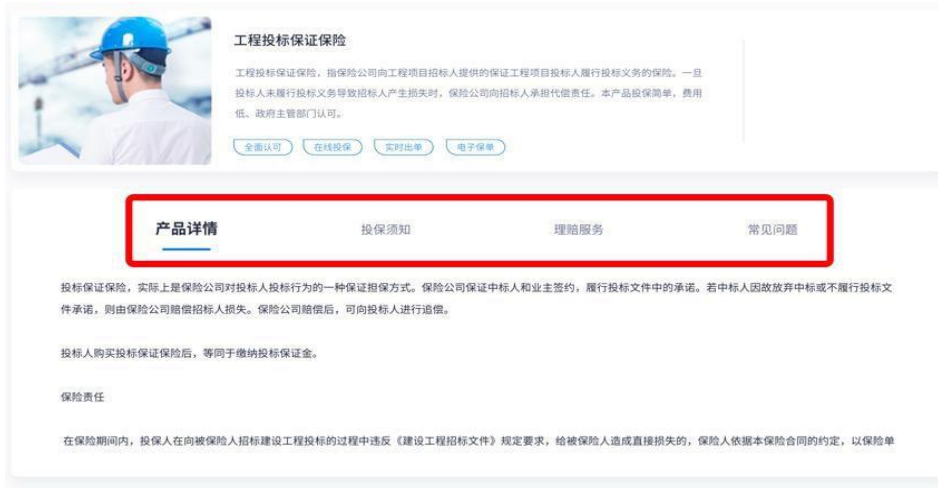 工程投标保证保险
工程投标保证保险，指保险公司向工程项目招标人提供的保证工程项目投标人履行投标义务的保险。一旦
投标人未履行投标义务导致招标人产生损失时，保险公司向招标人承担代偿责任。本产品投保简单，费用
低、政府主管部门认可。
全面认可 在线投保 实时出单 电子保单
产品详情 投保须知 理赔服务 常见问题
投标保证保险，实际上是保险公司对投标人投标行为的一种保证担保方式。保险公司保证中标人和业主签约，履行投标文件中的承诺。若中标人因故放弃中标或不履行投标文
件承诺，则由保险公司赔偿招标人损失。保险公司赔偿后，可向投标人进行追偿。
投标人购买投标保证保险后，等同于缴纳投标保证金。
保险责任
在保险期间内，投保人在向被保险人招标建设工程投标的过程中违反《建设工程招标文件》规定要求，给被保险人造成直接损失的，保险人依据本保险合同的约定，以保险单